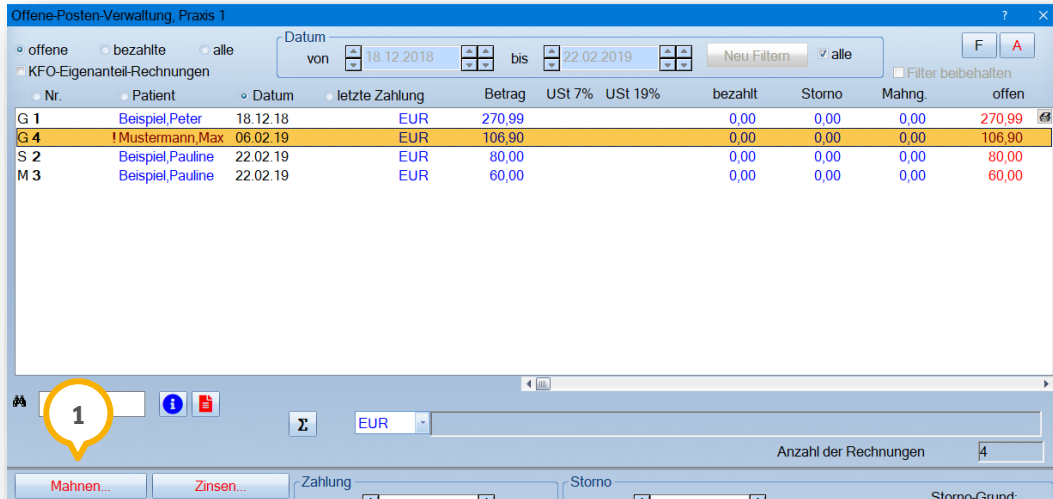 Offene-Posten-Verwaltung, Praxis 1 ?
offene bezahlte alle
KFO-Eigenanteil-Rechnungen
Datum
von 18.12.2018 bis 22.02.2019 Neu Filtern alle
F A
Filter beibehalten
Nr. Patient Datum letzte Zahlung Betrag USt 7% USt 19% bezahlt Storno Mahng. offen
G 1 Beispiel,Peter 18.12.18 EUR 270,99 0,00 0,00 0,00 270,99
G 4 !Mustermann,Max 06.02.19 EUR 106,90 0,00 0,00 0,00 106,90
S 2 Beispiel,Pauline 22.02.19 EUR 80,00 0,00 0,00 0,00 80,00
M 3 Beispiel,Pauline 22.02.19 EUR 60,00 0,00 0,00 0,00 60,00
1
i
Σ EUR
Anzahl der Rechnungen 4
Mahnen... Zinsen... Zahlung Storno
Storno-Grund: